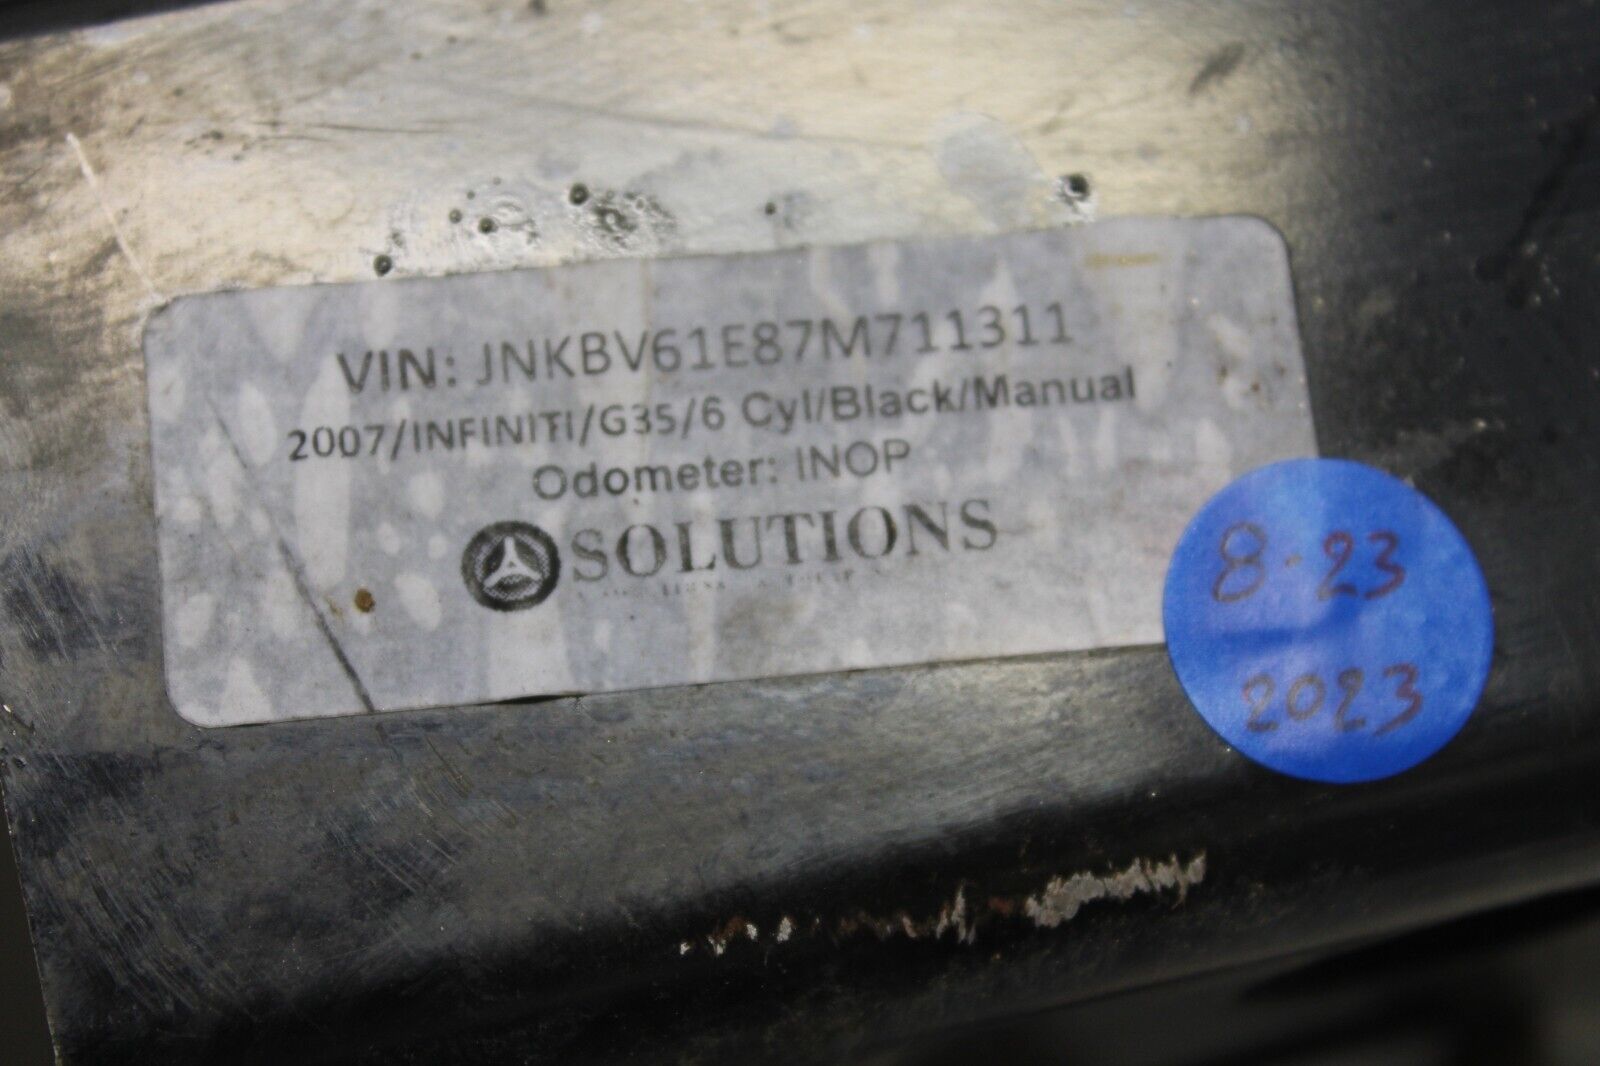 VIN: JNKBV61E87M711311
2007/INFINITI/G35/6 Cyl/Black/Manual
Odometer: INOP
SOLUTIONS
8-23
2023